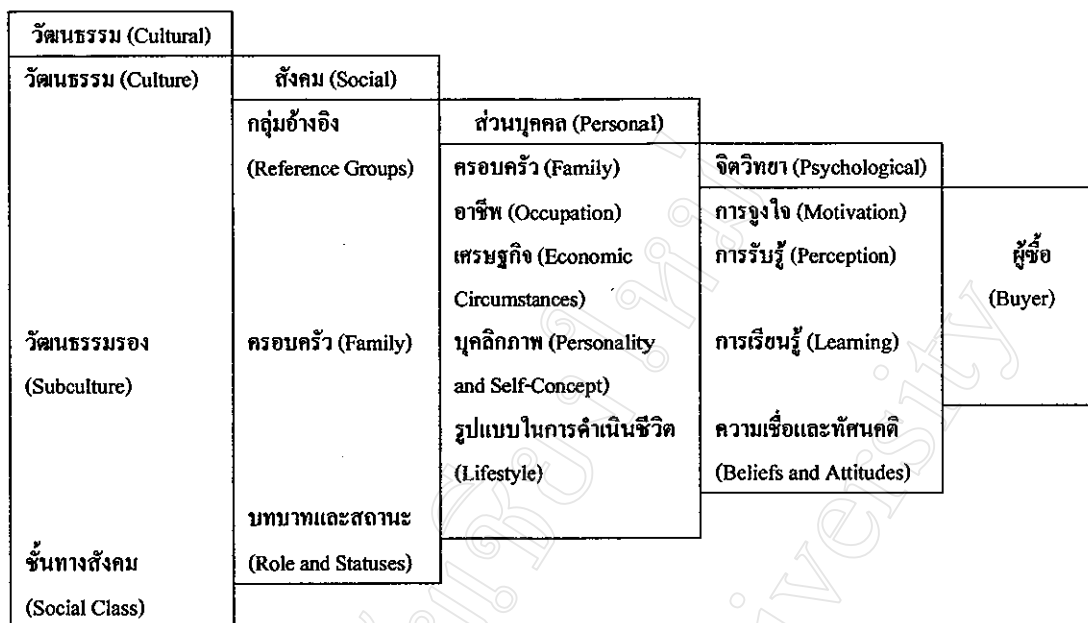 วัฒนธรรม (Cultural)
วัฒนธรรม (Culture)
วัฒนธรรมรอง
(Subculture)
ชั้นทางสังคม
(Social Class)
สังคม (Social)
กลุ่มอ้างอิง
(Reference Groups)
ครอบครัว (Family)
บทบาทและสถานะ
(Role and Statuses)
ส่วนบุคคล (Personal)
ครอบครัว (Family)
อาชีพ (Occupation)
เศรษฐกิจ (Economic
Circumstances)
บุคลิกภาพ (Personality
and Self-Concept)
รูปแบบในการดำเนินชีวิต
(Lifestyle)
จิตวิทยา (Psychological)
การจูงใจ (Motivation)
การรับรู้ (Perception)
การเรียนรู้ (Learning)
ความเชื่อและทัศนคติ
(Beliefs and Attitudes)
ผู้ซื้อ
(Buyer)